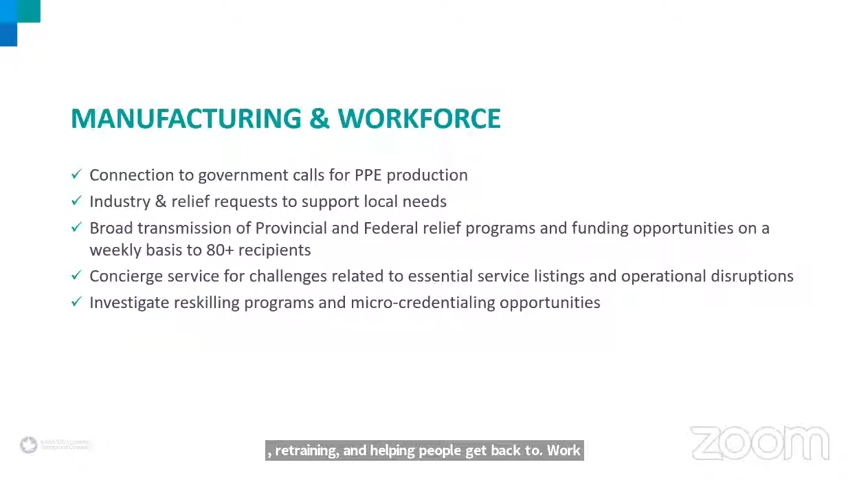 MANUFACTURING & WORKFORCE
✓ Connection to government calls for PPE production
✓ Industry & relief requests to support local needs
✓ Broad transmission of Provincial and Federal relief programs and funding opportunities on a
weekly basis to 80+ recipients
✓ Concierge service for challenges related to essential service listings and operational disruptions
✓ Investigate reskilling programs and micro-credentialing opportunities
, retraining, and helping people get back to. Work
zoom